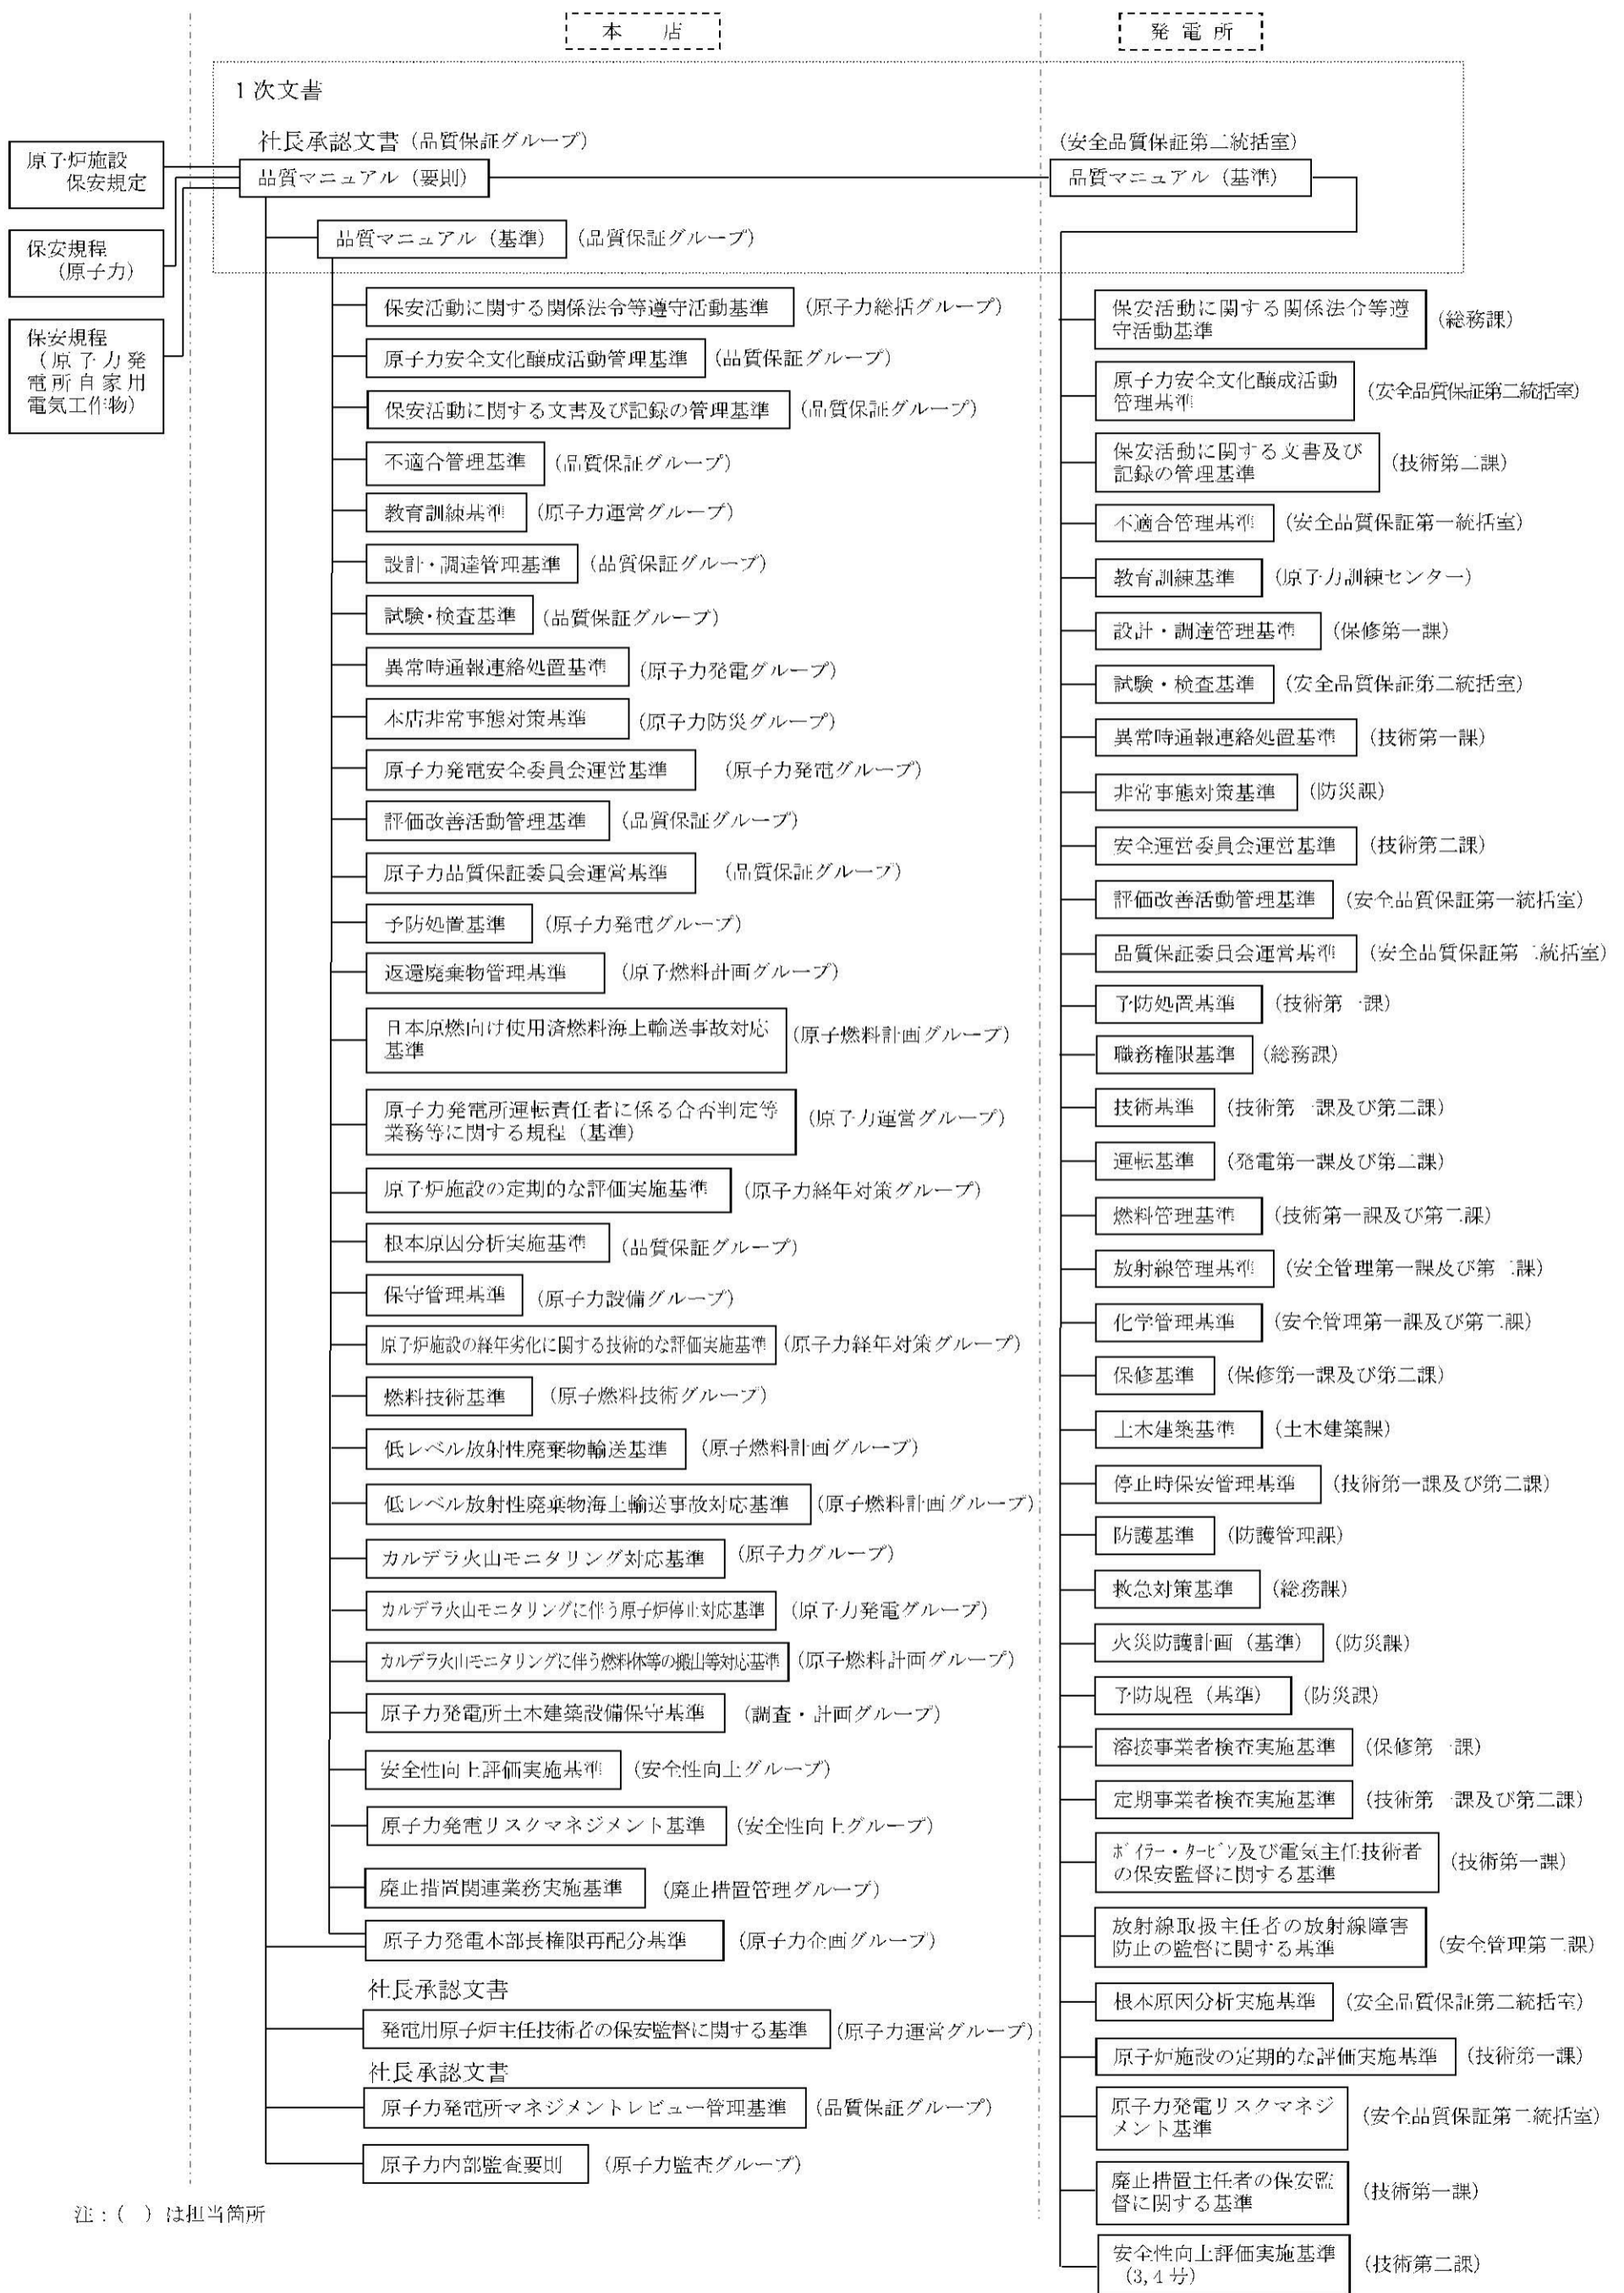 本　店
発 電 所
1 次文書
社長承認文書（品質保証グループ）
（安全品質保証第二統括室）
原子炉施設
保安規定
品質マニュアル（要則）
品質マニュアル（基準）
品質マニュアル（基準）
（品質保証グループ）
保安規程
（原子力）
保安規程
（原子力発
電所自家用
電気工作物）
保安活動に関する関係法令等遵守活動基準
（原子力総括グループ）
原子力安全文化醸成活動管理基準
（品質保証グループ）
保安活動に関する文書及び記録の管理基準
（品質保証グループ）
不適合管理基準
（品質保証グループ）
教育訓練基準
（原子力運営グループ）
設計・調達管理基準
（品質保証グループ）
試験・検査基準
（品質保証グループ）
異常時通報連絡処置基準
（原子力発電グループ）
本店非常事態対策基準
（原子力防災グループ）
原子力発電安全委員会運営基準
（原子力発電グループ）
評価改善活動管理基準
（品質保証グループ）
原子力品質保証委員会運営基準
（品質保証グループ）
予防処置基準
（原子力発電グループ）
返還廃棄物管理基準
（原子燃料計画グループ）
日本原燃向け使用済燃料海上輸送事故対応
基準
（原子燃料計画グループ）
原子力発電所運転責任者に係る合否判定等
業務等に関する規程（基準）
（原子力運営グループ）
原子炉施設の定期的な評価実施基準
（原子力経年対策グループ）
根本原因分析実施基準
（品質保証グループ）
保守管理基準
（原子力設備グループ）
原子炉施設の経年劣化に関する技術的な評価実施基準
（原子力経年対策グループ）
燃料技術基準
（原子燃料技術グループ）
低レベル放射性廃棄物輸送基準
（原子燃料計画グループ）
低レベル放射性廃棄物海上輸送事故対応基準
（原子燃料計画グループ）
カルデラ火山モニタリング対応基準
（原子力グループ）
カルデラ火山モニタリングに伴う原子炉停止対応基準
（原子力発電グループ）
カルデラ火山モニタリングに伴う燃料体等の搬出等対応基準
（原子燃料計画グループ）
原子力発電所土木建築設備保守基準
（調査・計画グループ）
安全性向上評価実施基準
（安全性向上グループ）
原子力発電リスクマネジメント基準
（安全性向上グループ）
廃止措置関連業務実施基準
（廃止措置管理グループ）
原子力発電本部長権限再配分基準
（原子力企画グループ）
社長承認文書
発電用原子炉主任技術者の保安監督に関する基準
（原子力運営グループ）
社長承認文書
原子力発電所マネジメントレビュー管理基準
（品質保証グループ）
原子力内部監査要則
（原子力監査グループ）
保安活動に関する関係法令等遵
守活動基準
（総務課）
原子力安全文化醸成活動
管理基準
（安全品質保証第二統括室）
保安活動に関する文書及び
記録の管理基準
（技術第二課）
不適合管理基準
（安全品質保証第一統括室）
教育訓練基準
（原子力訓練センター）
設計・調達管理基準
（保修第一課）
試験・検査基準
（安全品質保証第二統括室）
異常時通報連絡処置基準
（技術第一課）
非常事態対策基準
（防災課）
安全運営委員会運営基準
（技術第二課）
評価改善活動管理基準
（安全品質保証第一統括室）
品質保証委員会運営基準
（安全品質保証第二統括室）
予防処置基準
（技術第一課）
職務権限基準
（総務課）
技術基準
（技術第一課及び第二課）
運転基準
（発電第一課及び第二課）
燃料管理基準
（技術第一課及び第二課）
放射線管理基準
（安全管理第一課及び第二課）
化学管理基準
（安全管理第一課及び第二課）
保修基準
（保修第一課及び第二課）
土木建築基準
（土木建築課）
停止時保安管理基準
（技術第一課及び第二課）
防護基準
（防護管理課）
救急対策基準
（総務課）
火災防護計画（基準）
（防災課）
予防規程（基準）
（防災課）
溶接事業者検査実施基準
（保修第一課）
定期事業者検査実施基準
（技術第一課及び第二課）
ﾎﾞｲﾗｰ・ﾀｰﾋﾞﾝ及び電気主任技術者
の保安監督に関する基準
（技術第一課）
放射線取扱主任者の放射線障害
防止の監督に関する基準
（安全管理第二課）
根本原因分析実施基準
（安全品質保証第二統括室）
原子炉施設の定期的な評価実施基準
（技術第一課）
原子力発電リスクマネジ
メント基準
（安全品質保証第二統括室）
廃止措置主任者の保安監
督に関する基準
（技術第一課）
安全性向上評価実施基準
（3, 4 号）
（技術第二課）
注：（　）は担当箇所